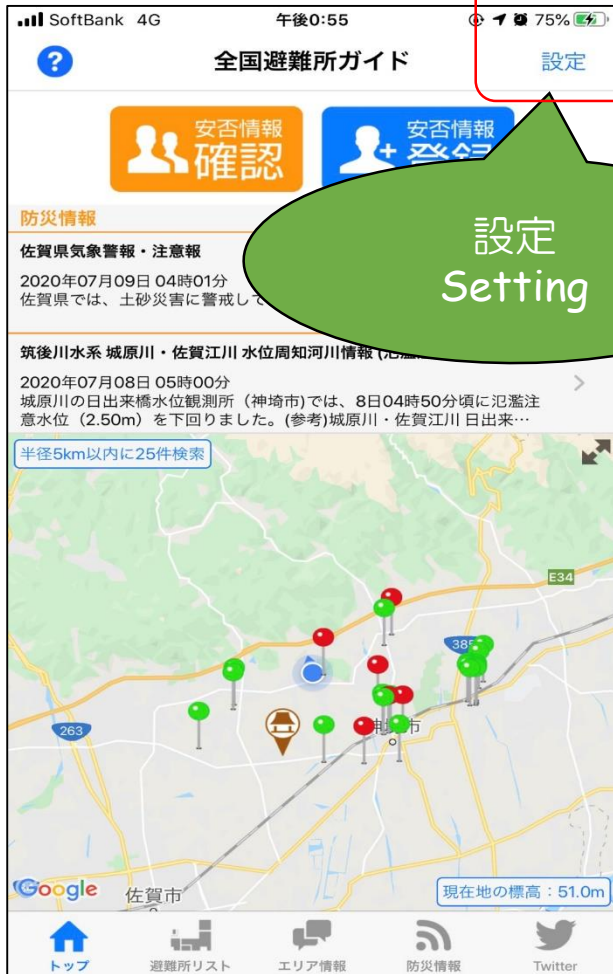 SoftBank 4G 午後0:55 75%
? 全国避難所ガイド 設定
安否情報
確認
安否情報
登録
設定
Setting
防災情報
佐賀県気象警報・注意報
2020年07月09日 04時01分
佐賀県では、土砂災害に警戒して
筑後川水系 城原川・佐賀江川 水位周知河川情報
2020年07月08日 05時00分
城原川の日出来橋水位観測所（神埼市)では、8日04時50分頃に氾濫注
意水位（2.50m）を下回りました。(参考)城原川・佐賀江川 日出来…
半径5km以内に25件検索
E34
385
263
市
Google
佐賀市
現在地の標高：51.0m
トップ 避難所リスト エリア情報 防災情報 Twitter